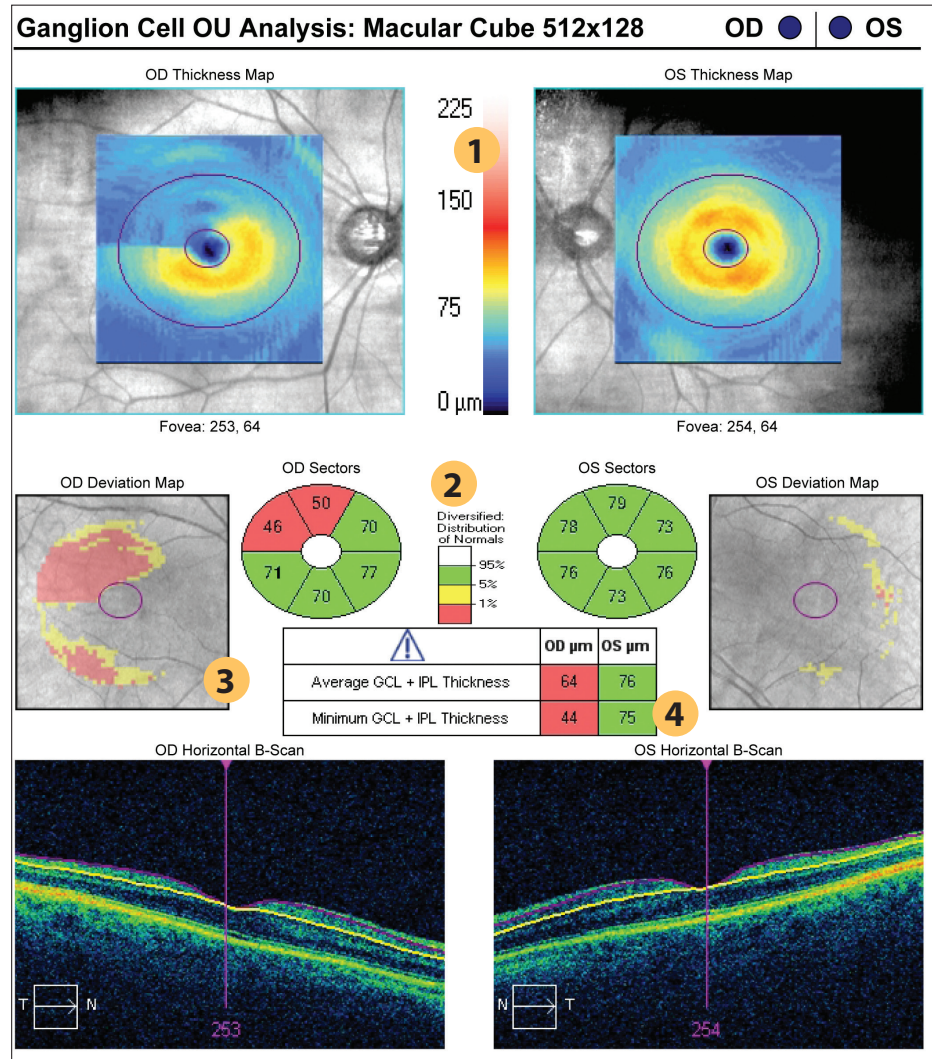 Ganglion Cell OU Analysis: Macular Cube 512x128 OD OS
OD Thickness Map
OS Thickness Map
225
1
150
75
0 µm
Fovea: 253, 64
Fovea: 254, 64
OD Deviation Map
OD Sectors
2
OS Sectors
OS Deviation Map
50
46
70
71
77
70
Diversified:
Distribution
of Normals
95%
5%
1%
79
78
73
76
76
73
OD µm OS µm
Average GCL + IPL Thickness 64 76
Minimum GCL + IPL Thickness 44 75
3
4
OD Horizontal B-Scan
OS Horizontal B-Scan
T N
253
N T
254